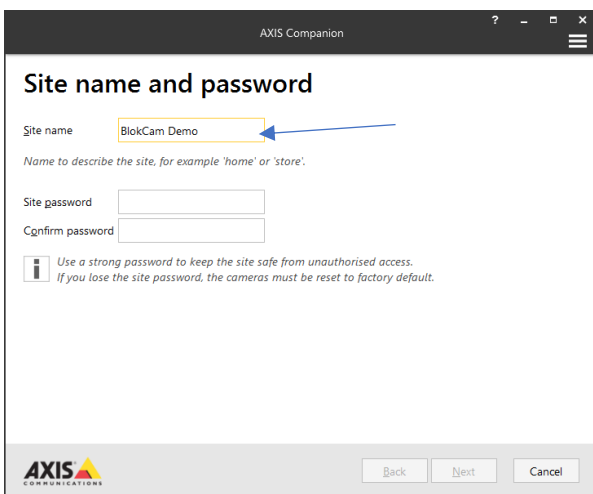 AXIS Companion
?
Site name and password
Site name BlokCam Demo
Name to describe the site, for example 'home' or 'store'.
Site password
Confirm password
Use a strong password to keep the site safe from unauthorised access.
If you lose the site password, the cameras must be reset to factory default.
AXIS
COMMUNICATIONS
Back Next Cancel